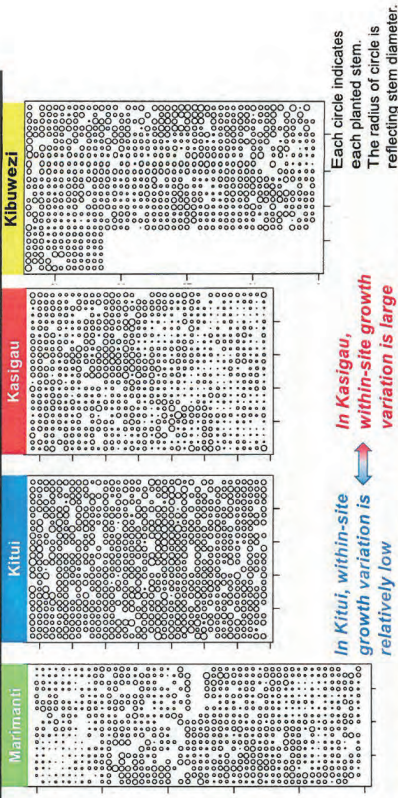 Marimanti
Kitui
Kasigau
Kibuwezi
In Kitui, within-site
growth variation is
relatively low
In Kasigau,
within-site growth
variation is large
Each circle indicates
each planted stem.
The radius of circle is
reflecting stem diameter.